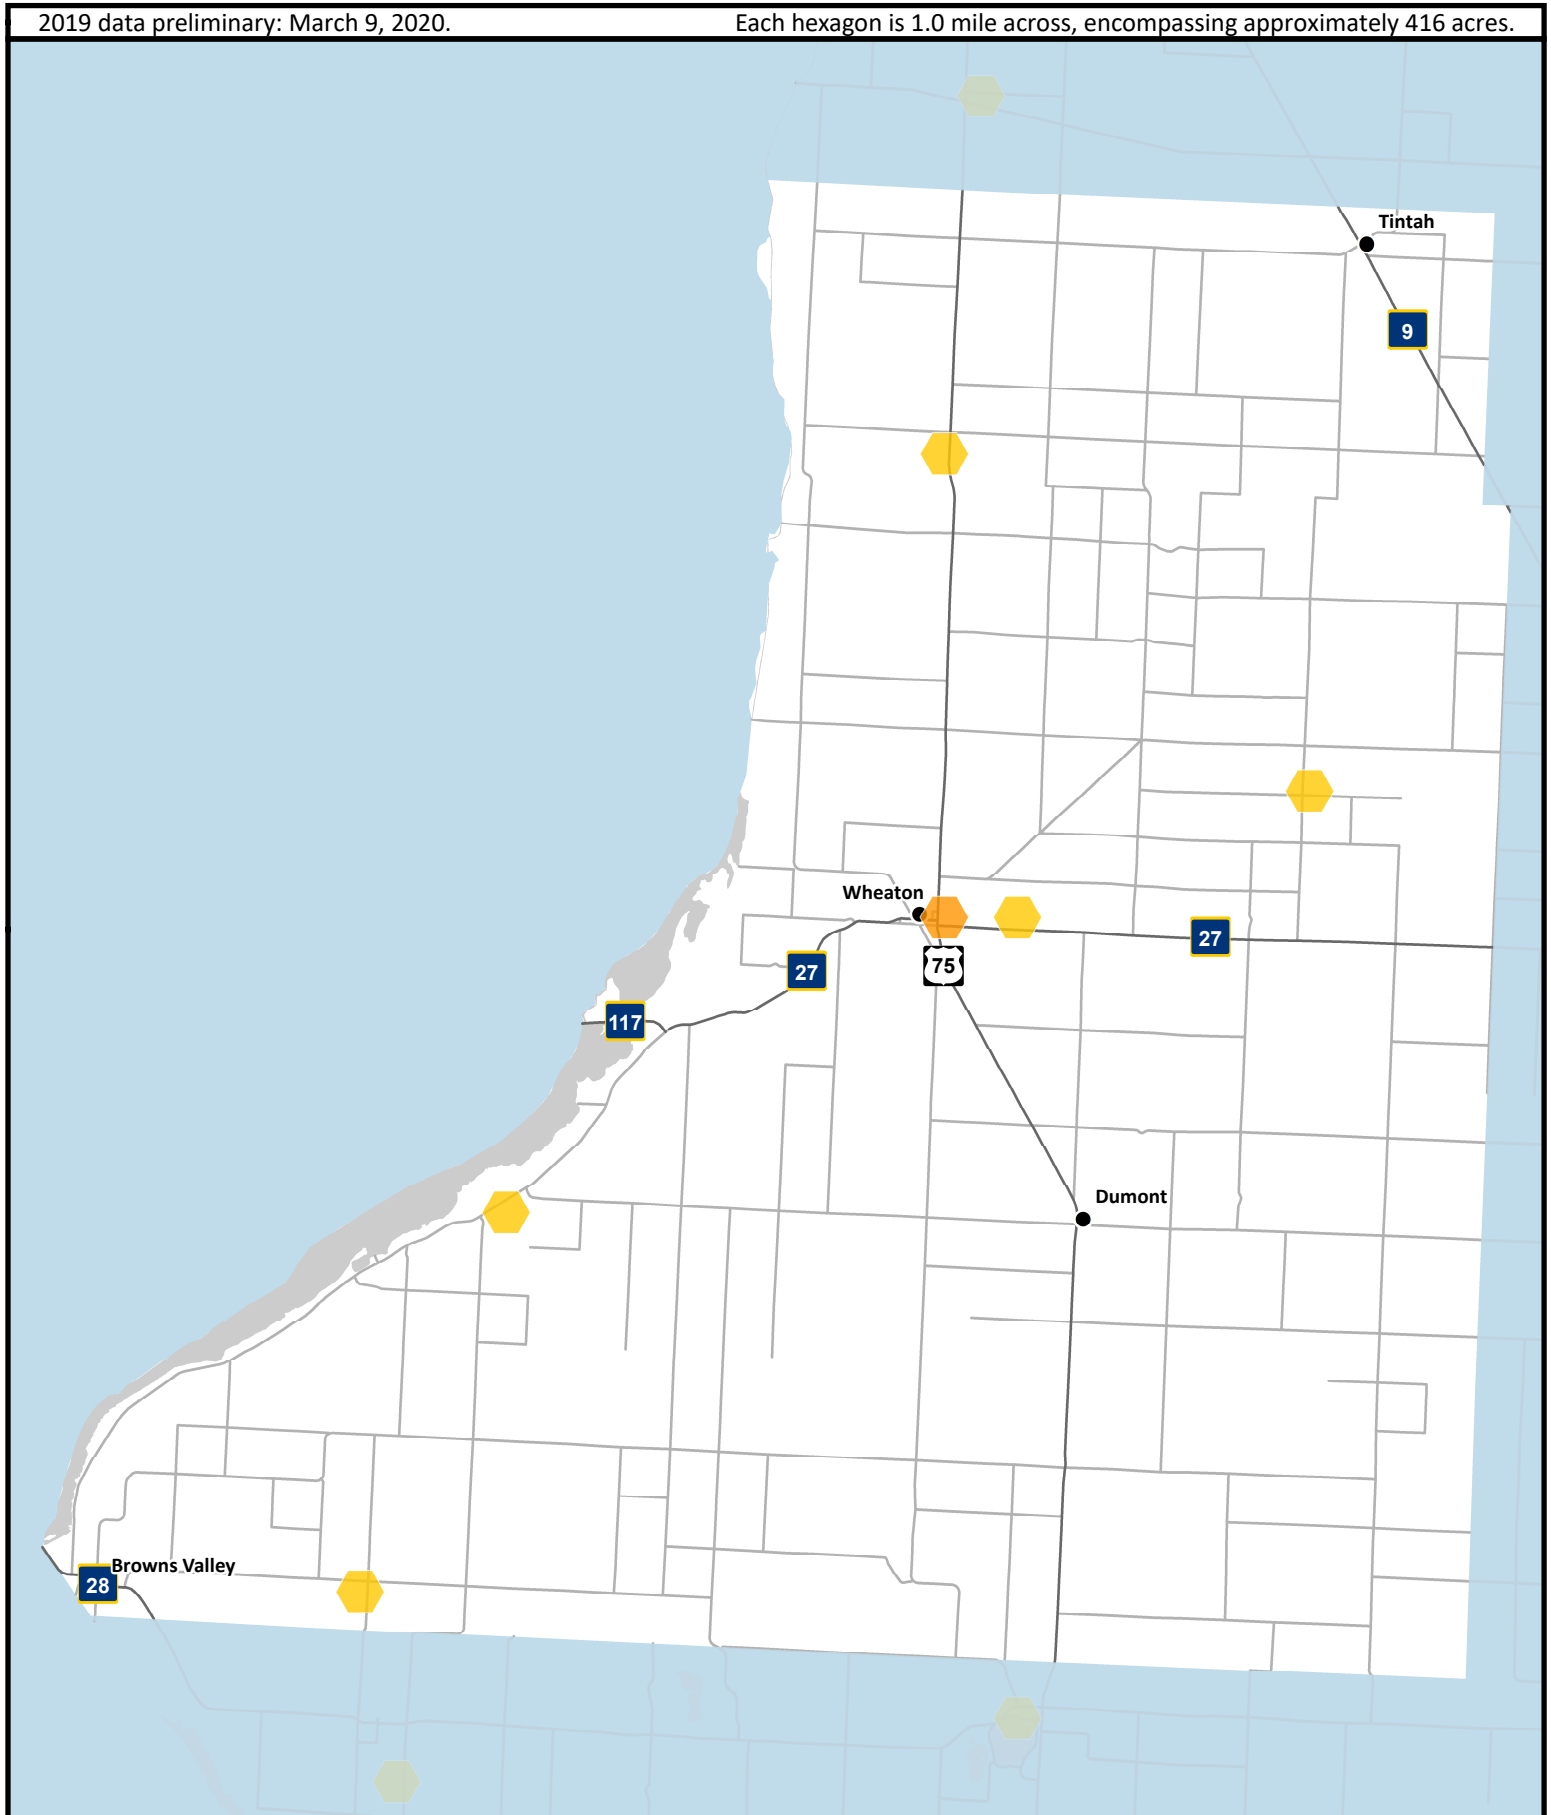 2019 data preliminary: March 9, 2020.
Each hexagon is 1.0 mile across, encompassing approximately 416 acres.
Tintah
9
Wheaton
27
75
27
117
Dumont
Browns Valley
28